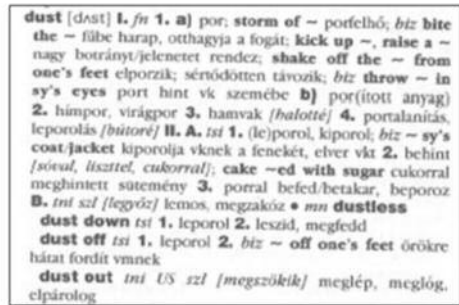 dust [dʌst] I. fn 1. a) por; storm of ~ porfelhő; biz bite
the ~ fűbe harap, otthagyja a fogát; kick up ~, raise a ~
nagy botrányt/jelenetet rendez; shake off the ~ from
one's feet elporzik; sértődötten távozik; biz throw ~ in
sy's eyes port hint vk szemébe b) por(ított anyag)
2. hímpor, virágpor 3. hamvak [halotté] 4. portalanítás,
leporolás [bútoré] II. A. tsi 1. (le)porol, kiporol; biz ~ sy's
coat/jacket kiporolja vknek a fenekét, elver vkt 2. behint
[sóval, liszttel, cukorral]; cake ~ed with sugar cukorral
meghintett sütemény 3. porral befed/betakar, beporoz
B. tni szl [legyőz] lemos, megzakóz • mn dustless
dust down tsi 1. leporol 2. leszid, megfedd
dust off tsi 1. leporol 2. biz ~ off one's feet örökre
hátat fordít vmnek
dust out tni US szl [megszökik] meglép, meglóg,
elpárolog